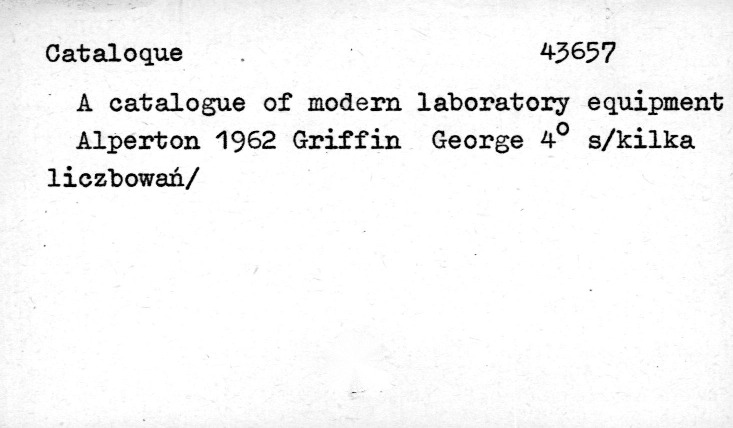 Cataloque 43657
A catalogue of modern laboratory equipment
Alperton 1962 Griffin George 4° s/kilka
liczbowań/